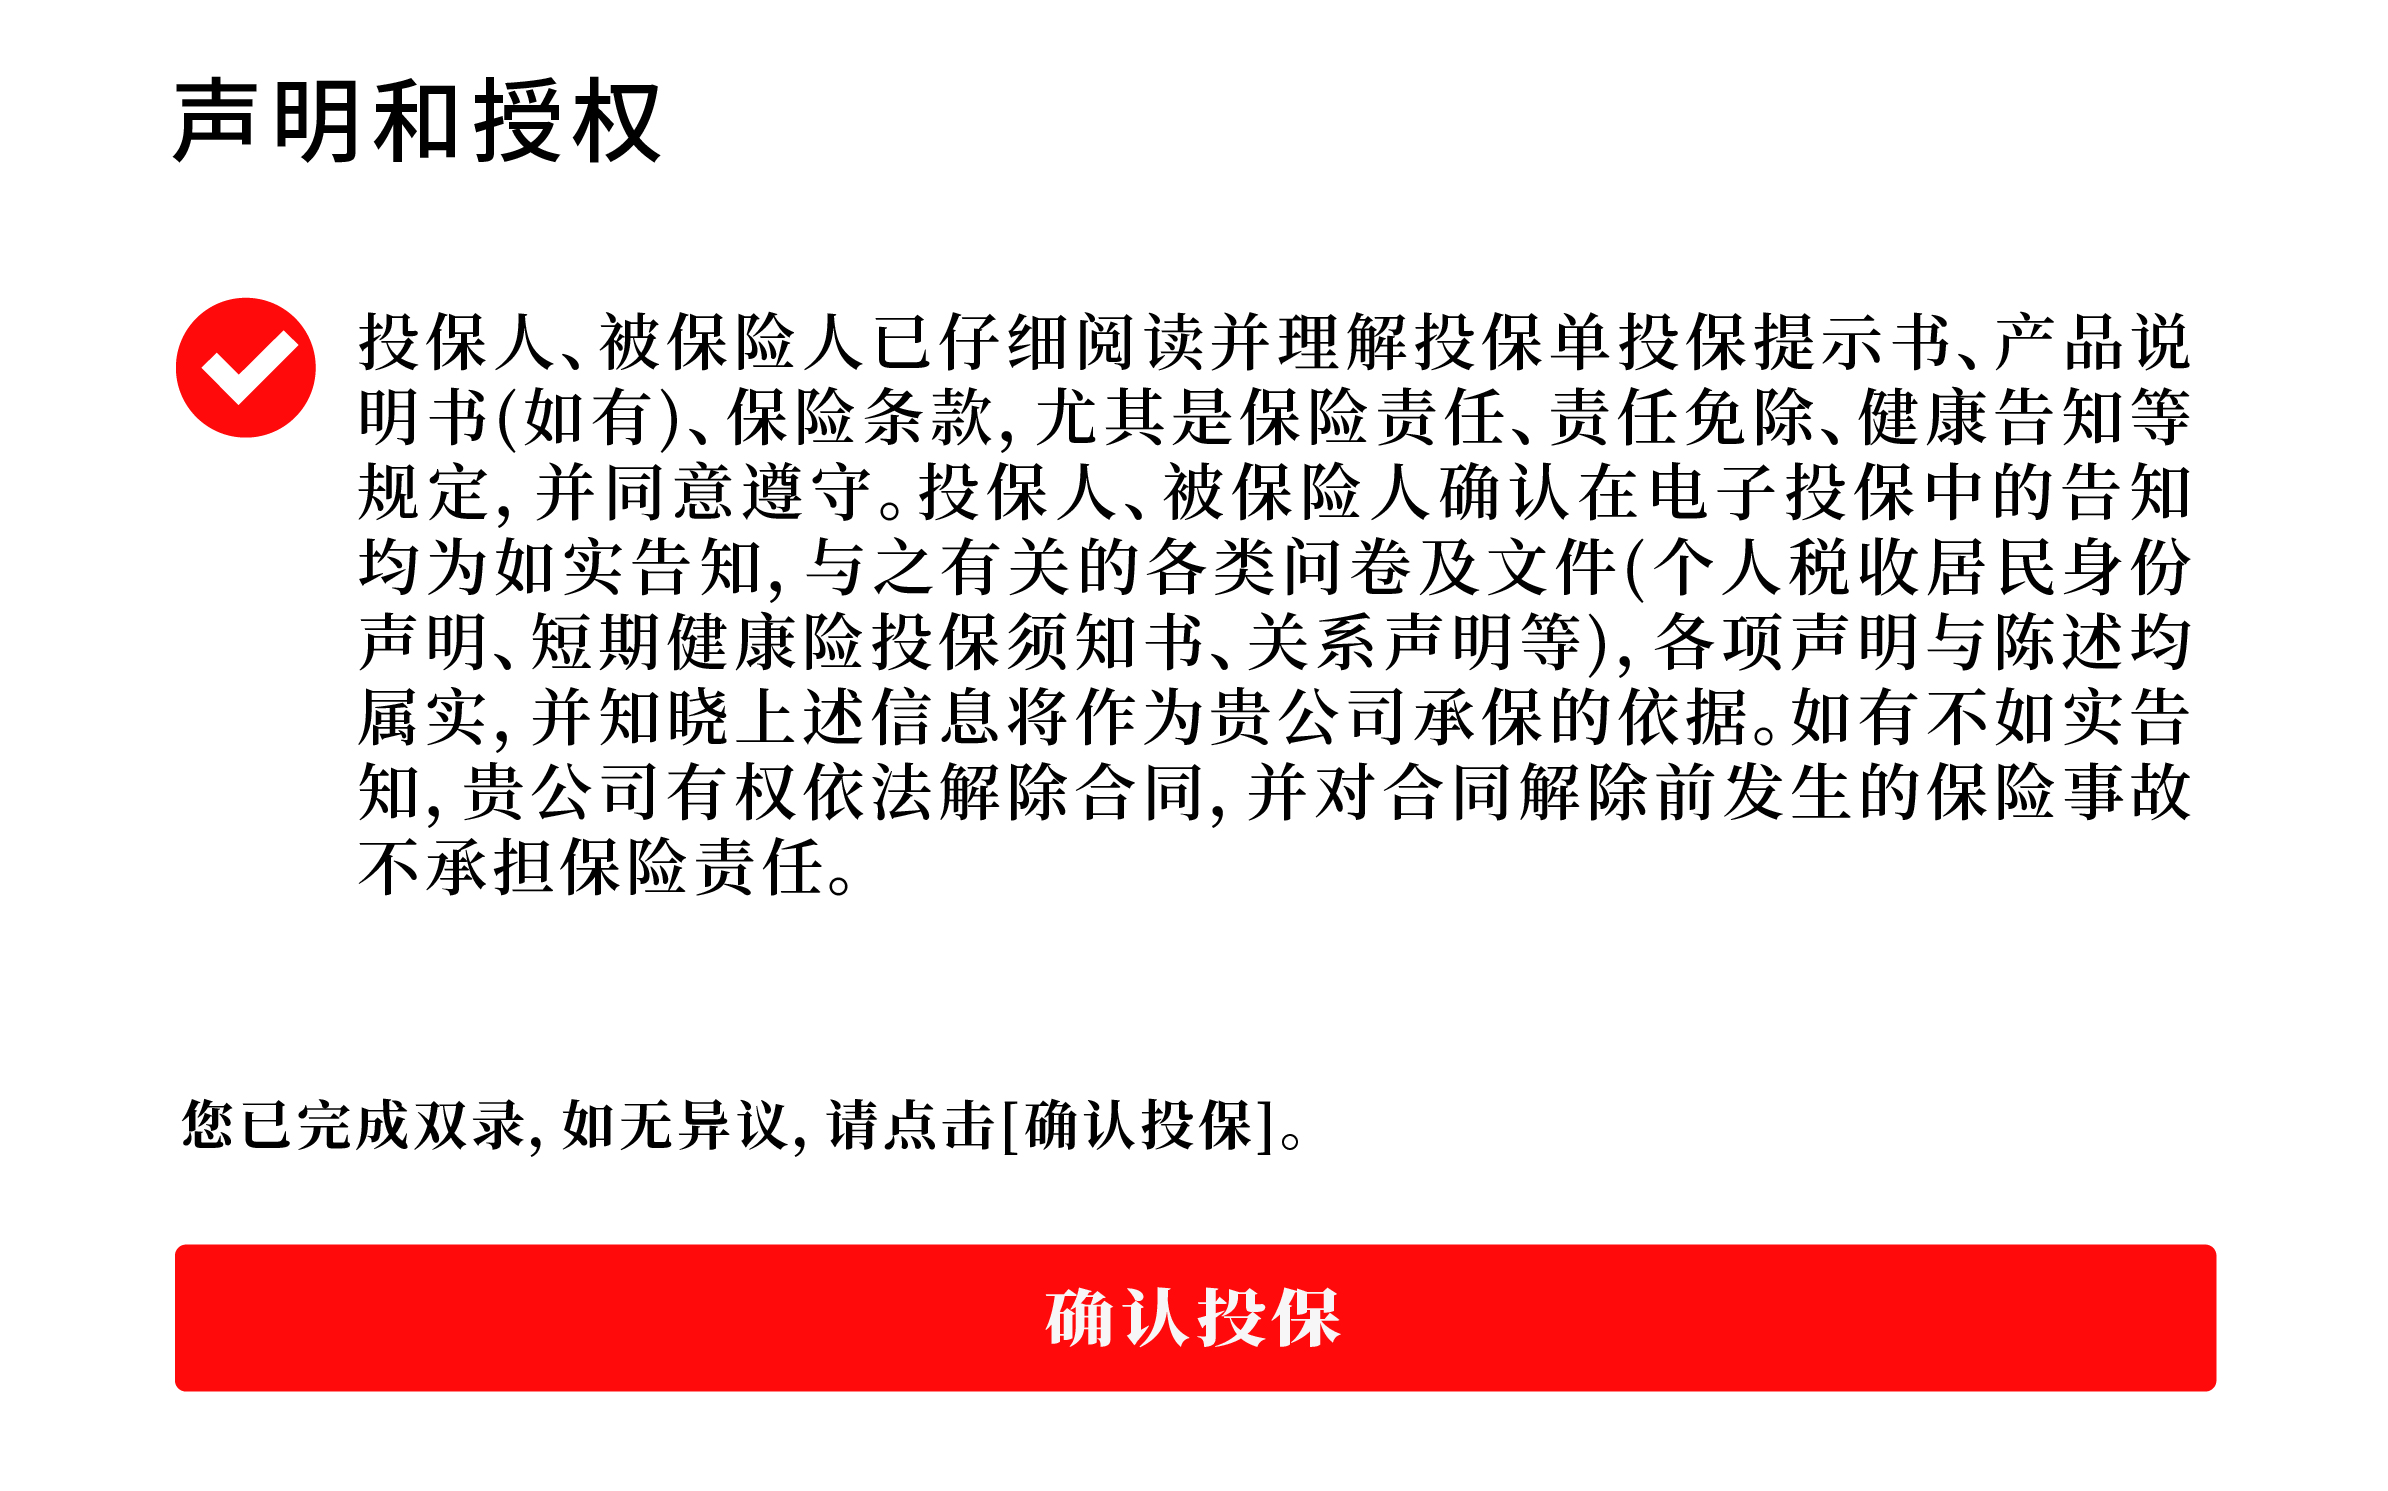 声明和授权
投保人、被保险人已仔细阅读并理解投保单投保提示书、产品说
明书(如有)、保险条款,尤其是保险责任、责任免除、健康告知等
规定,并同意遵守。投保人、被保险人确认在电子投保中的告知
均为如实告知,与之有关的各类问卷及文件(个人税收居民身份
声明、短期健康险投保须知书、关系声明等),各项声明与陈述均
属实,并知晓上述信息将作为贵公司承保的依据。如有不如实告
知,贵公司有权依法解除合同,并对合同解除前发生的保险事故
不承担保险责任。
您已完成双录,如无异议,请点击[确认投保]。
确认投保